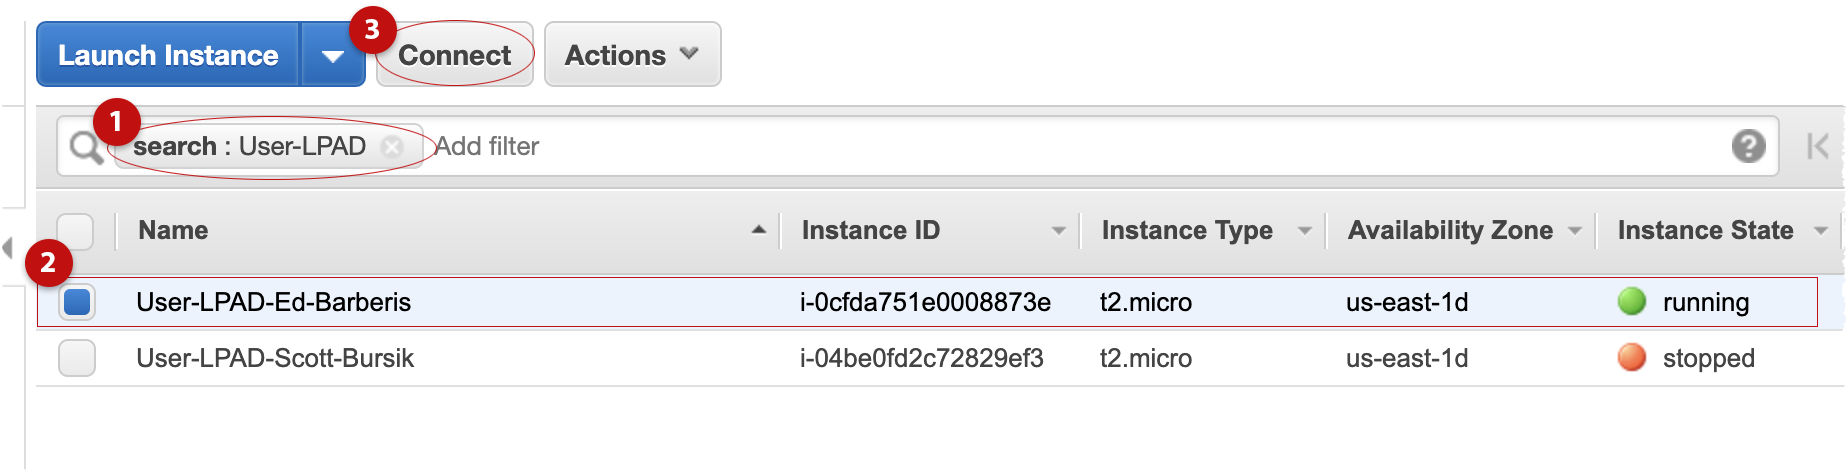 Launch Instance 3 Connect Actions
1 search : User-LPAD Add filter ?
Name Instance ID Instance Type Availability Zone Instance State
2
User-LPAD-Ed-Barberis i-0cfda751e0008873e t2.micro us-east-1d running
User-LPAD-Scott-Bursik i-04be0fd2c72829ef3 t2.micro us-east-1d stopped